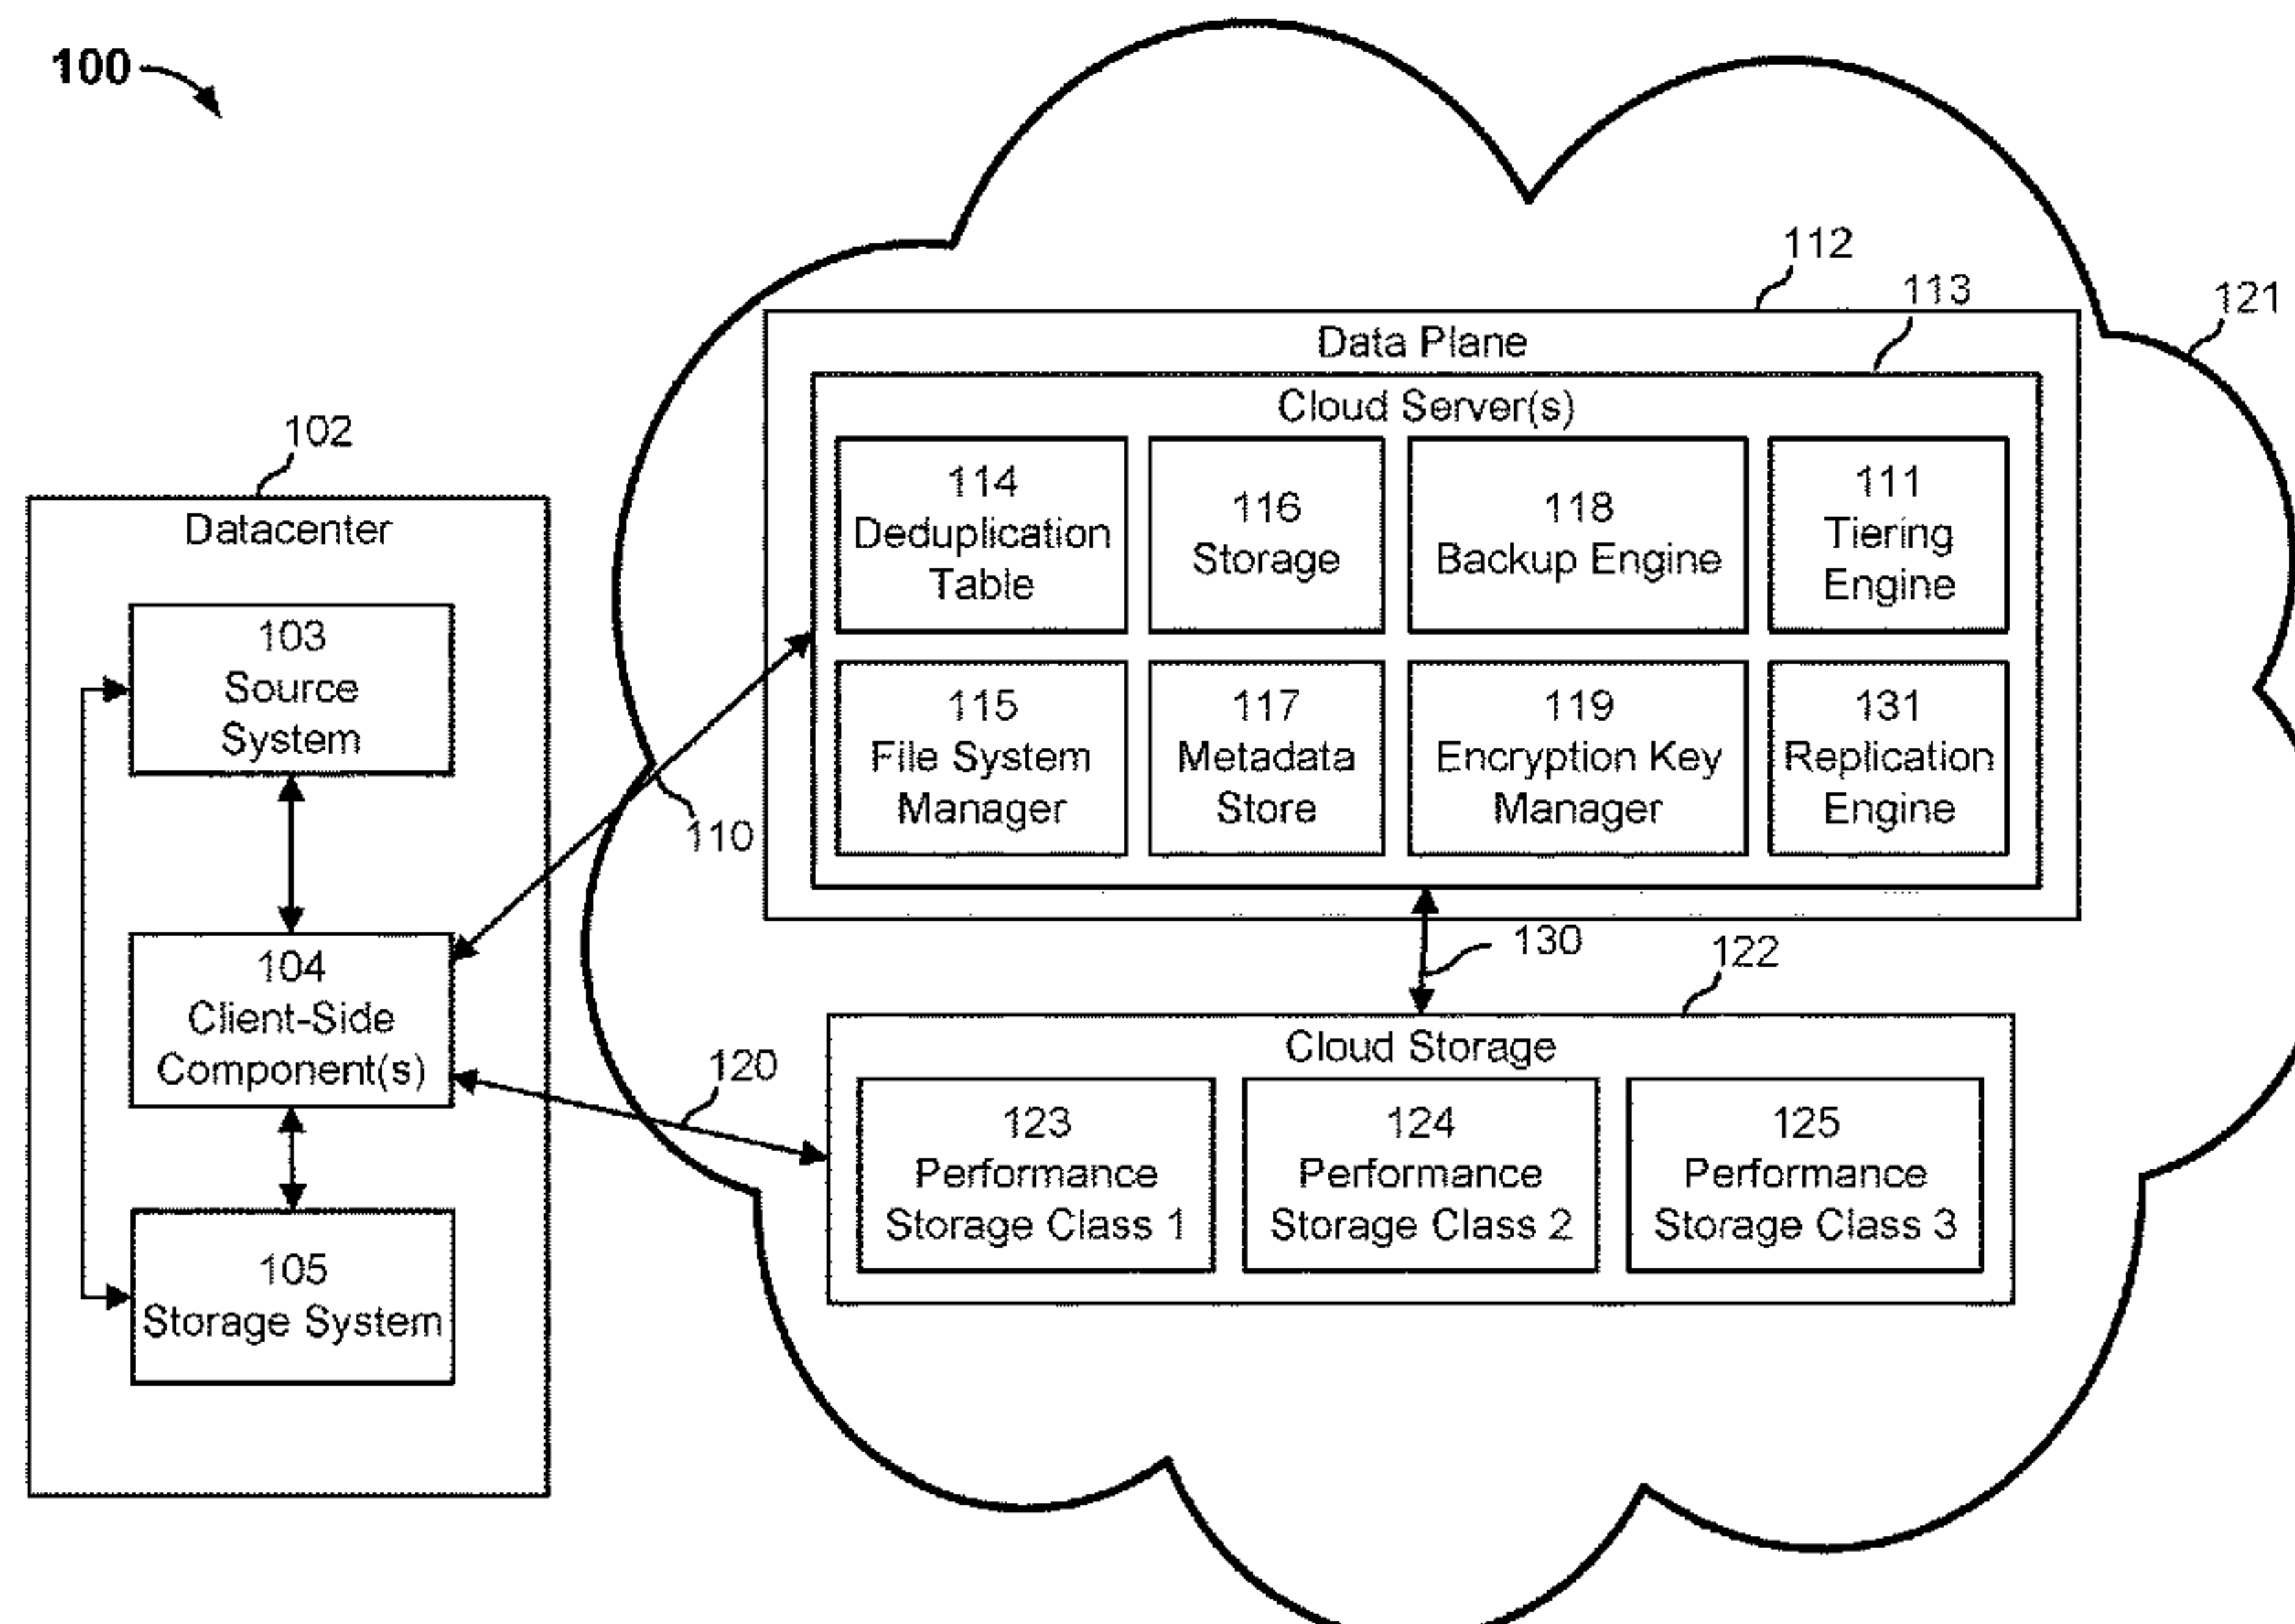 100
102
Datacenter
103
Source
System
104
Client-Side
Component(s)
105
Storage System
110
120
112
113
121
Data Plane
Cloud Server(s)
114
Deduplication
Table
116
Storage
118
Backup Engine
111
Tiering
Engine
115
File System
Manager
117
Metadata
Store
119
Encryption Key
Manager
131
Replication
Engine
130
122
Cloud Storage
123
Performance
Storage Class 1
124
Performance
Storage Class 2
125
Performance
Storage Class 3